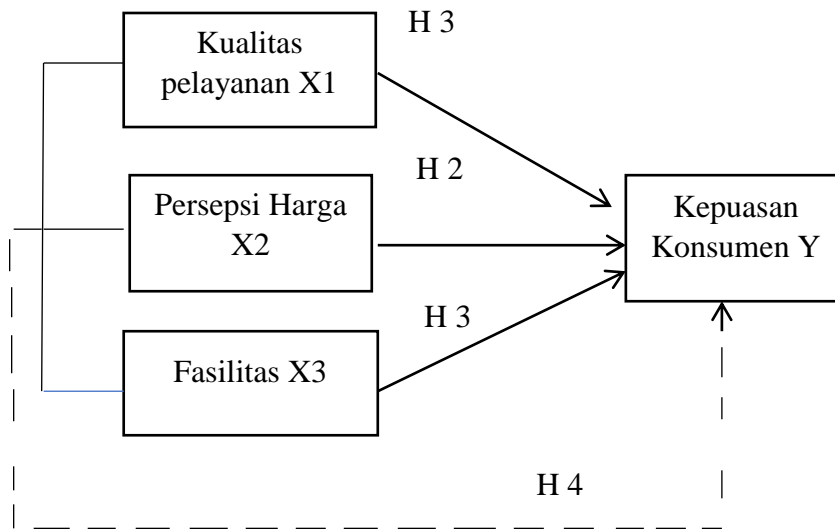 H 3
Kualitas
pelayanan X1
H 2
Persepsi Harga
X2
Kepuasan
Konsumen Y
H 3
Fasilitas X3
H 4